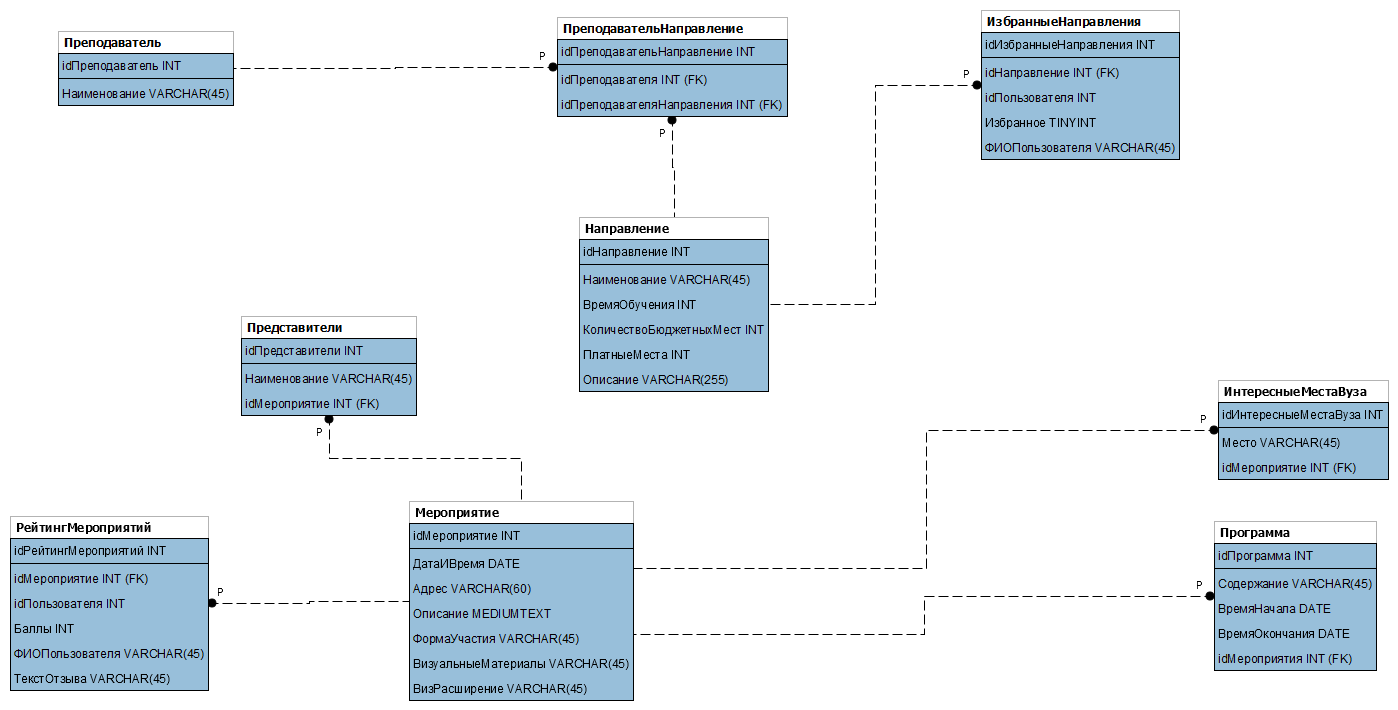 Преподаватель
idПреподаватель INT
Наименование VARCHAR(45)
P
ПреподавательНаправление
idПреподавательНаправление INT
idПреподавателя INT (FK)
idПреподавателяНаправления INT (FK)
P
P
ИзбранныеНаправления
idИзбранныеНаправления INT
idНаправление INT (FK)
idПользователя INT
Избранное TINYINT
ФИОПользователя VARCHAR(45)
Направление
idНаправление INT
Наименование VARCHAR(45)
ВремяОбучения INT
КоличествоБюджетныхМест INT
ПлатныеМеста INT
Описание VARCHAR(255)
Представители
idПредставители INT
Наименование VARCHAR(45)
idМероприятие INT (FK)
P
P
ИнтересныеМестаВуза
idИнтересныеМестаВуза INT
Место VARCHAR(45)
idМероприятие INT (FK)
РейтингМероприятий
idРейтингМероприятий INT
idМероприятие INT (FK)
idПользователя INT
Баллы INT
ФИОПользователя VARCHAR(45)
ТекстОтзыва VARCHAR(45)
P
Мероприятие
idМероприятие INT
ДатаИВремя DATE
Адрес VARCHAR(60)
Описание MEDIUMTEXT
ФормаУчастия VARCHAR(45)
ВизуальныеМатериалы VARCHAR(45)
ВизРасширение VARCHAR(45)
P
Программа
idПрограмма INT
Содержание VARCHAR(45)
ВремяНачала DATE
ВремяОкончания DATE
idМероприятия INT (FK)